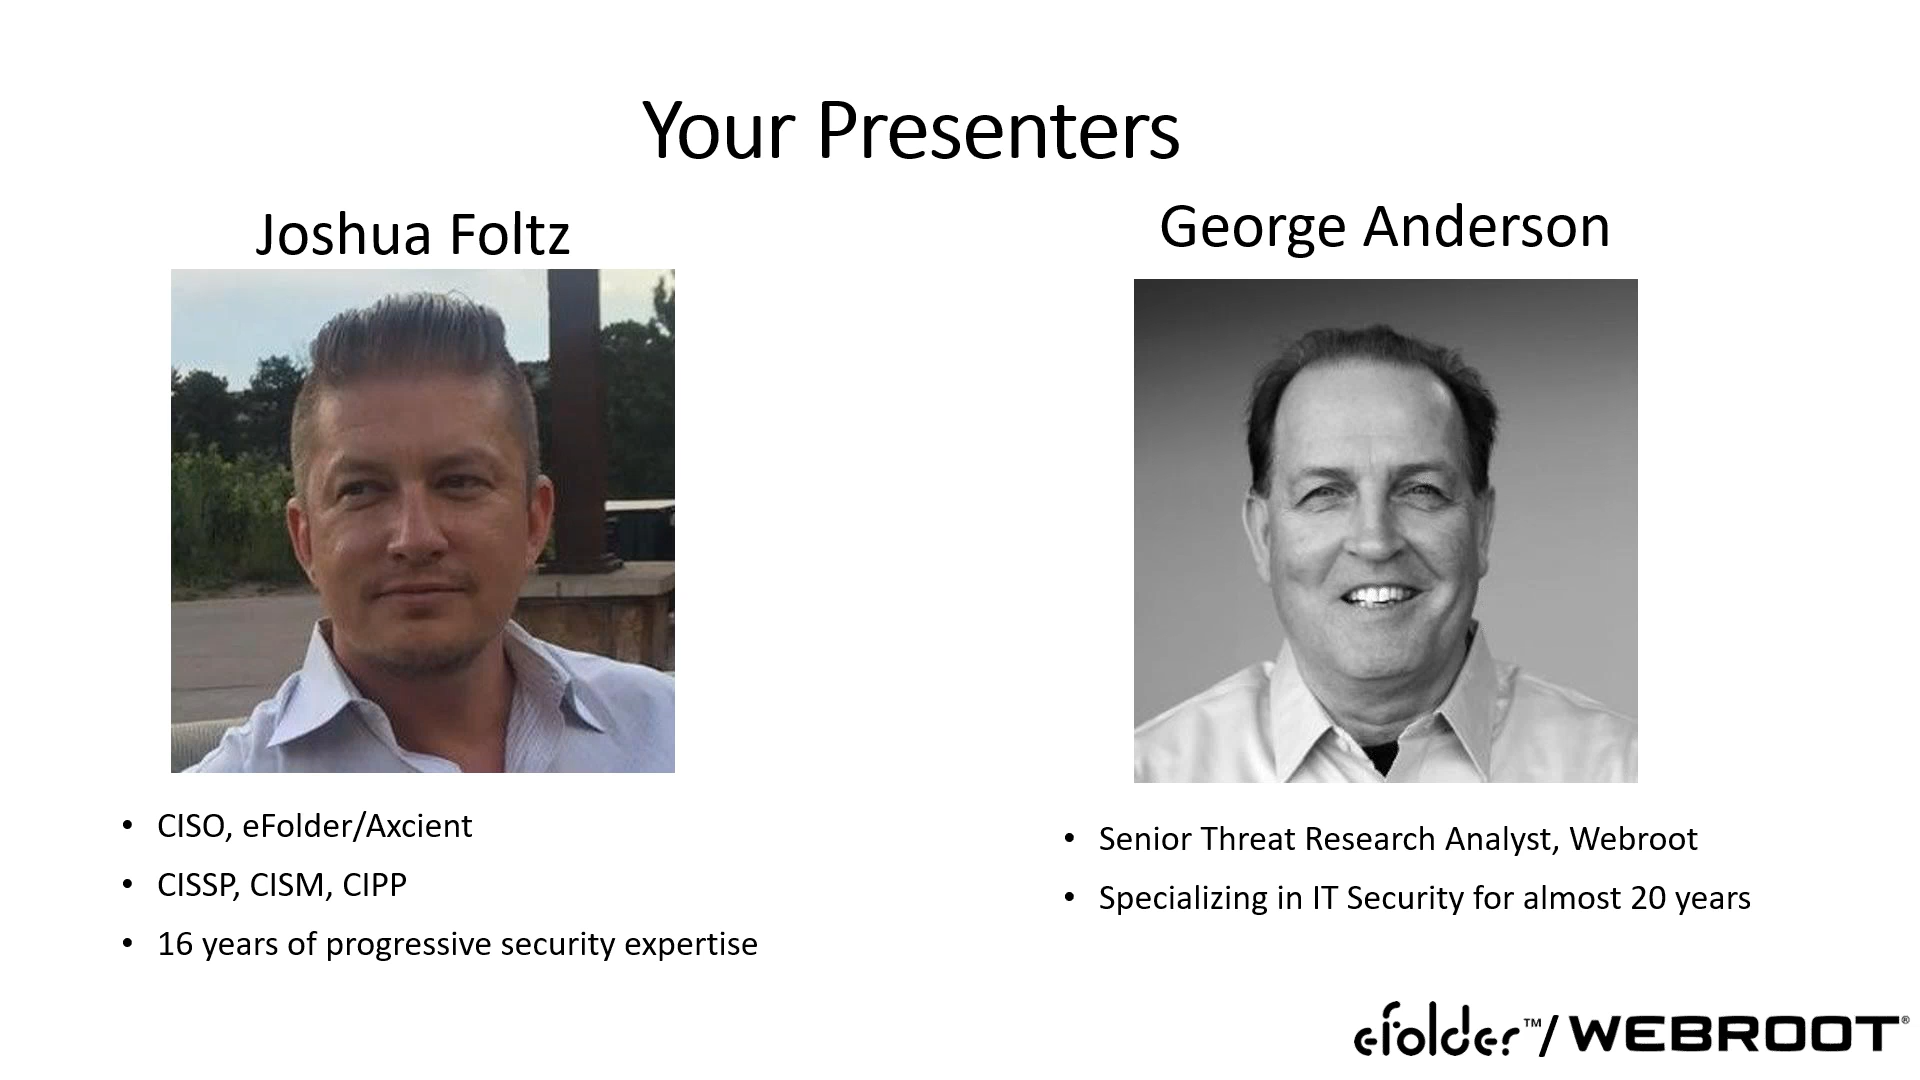 Your Presenters
Joshua Foltz
• CISO, eFolder/Axcient
• CISSP, CISM, CIPP
• 16 years of progressive security expertise
George Anderson
• Senior Threat Research Analyst, Webroot
• Specializing in IT Security for almost 20 years
eFolder™/WEBROOT®